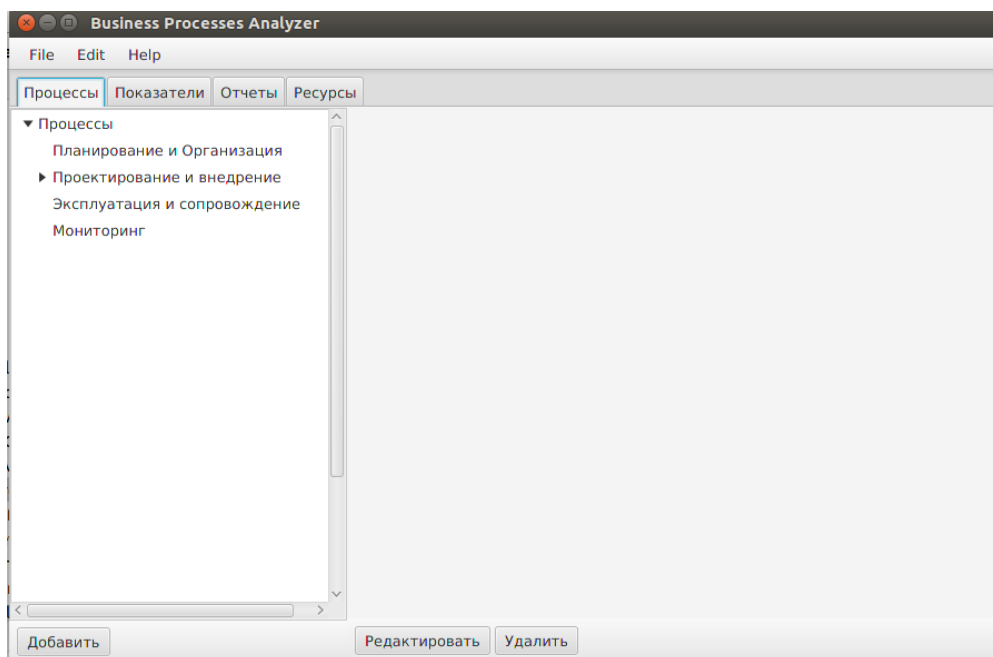 Business Processes Analyzer
File Edit Help
Процессы Показатели Отчеты Ресурсы
Процессы
Планирование и Организация
Проектирование и внедрение
Эксплуатация и сопровождение
Мониторинг
Добавить Редактировать Удалить